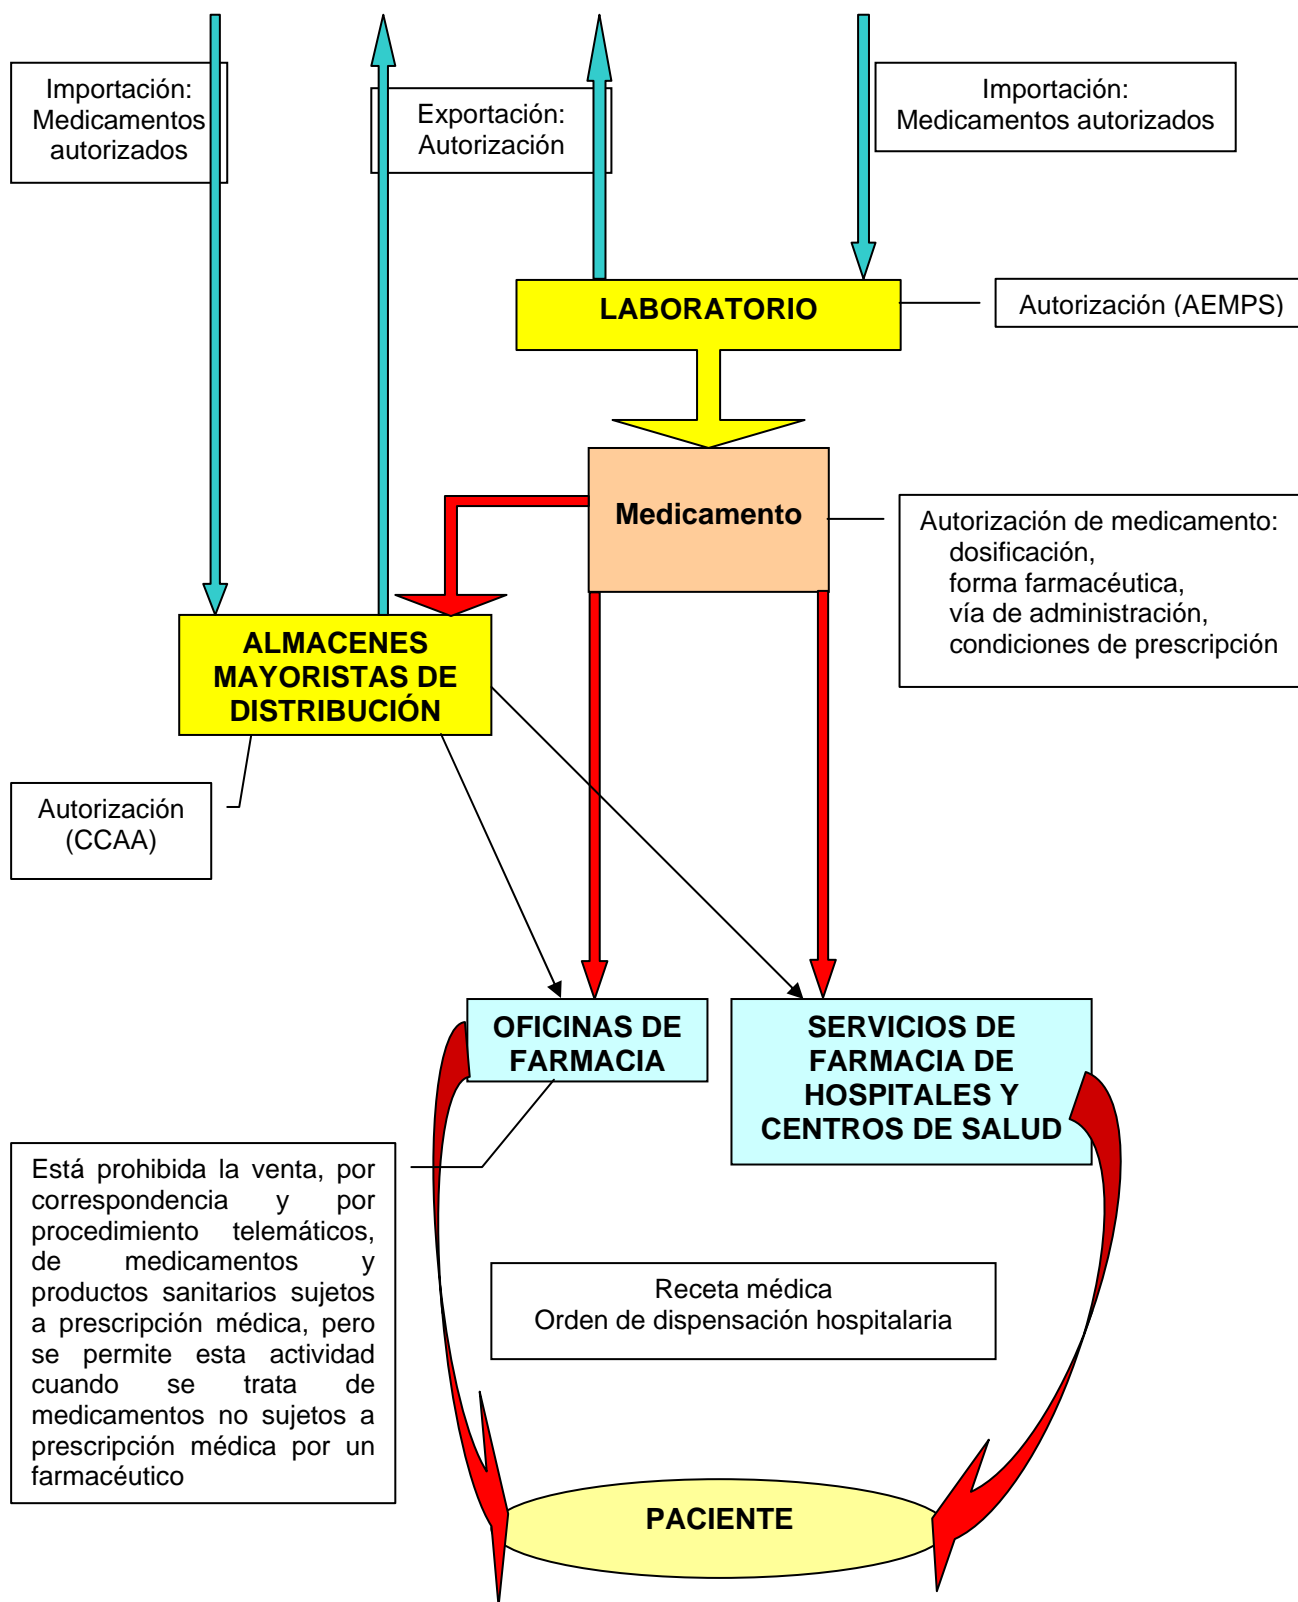 Importación:
Medicamentos
autorizados
Exportación:
Autorización
Importación:
Medicamentos autorizados
LABORATORIO
Autorización (AEMPS)
Medicamento
Autorización de medicamento:
dosificación,
forma farmacéutica,
vía de administración,
condiciones de prescripción
ALMACENES
MAYORISTAS DE
DISTRIBUCIÓN
Autorización
(CCAA)
OFICINAS DE
FARMACIA
SERVICIOS DE
FARMACIA DE
HOSPITALES Y
CENTROS DE SALUD
Está prohibida la venta, por
correspondencia y por
procedimiento telemáticos,
de medicamentos y
productos sanitarios sujetos
a prescripción médica, pero
se permite esta actividad
cuando se trata de
medicamentos no sujetos a
prescripción médica por un
farmacéutico
Receta médica
Orden de dispensación hospitalaria
PACIENTE